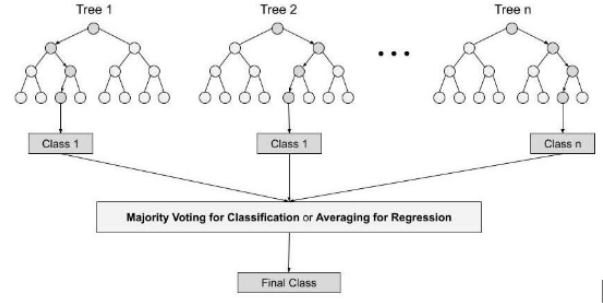 Tree 1
Tree 2
Tree n
Class 1
Class 1
Class n
Majority Voting for Classification or Averaging for Regression
Final Class